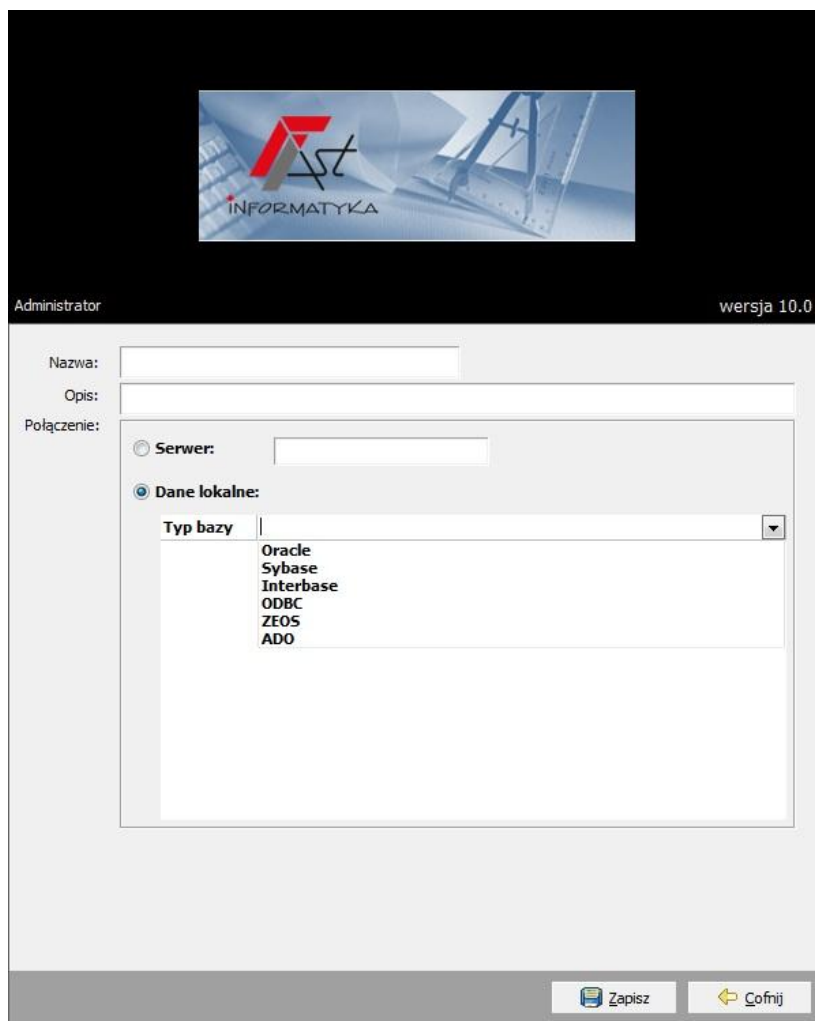 Fast
iNFORMATYKA
Administrator
wersja 10.0
Nazwa:
Opis:
Połączenie:
Serwer:
Dane lokalne:
Typ bazy
Oracle
Sybase
Interbase
ODBC
ZEOS
ADO
Zapisz
Cofnij